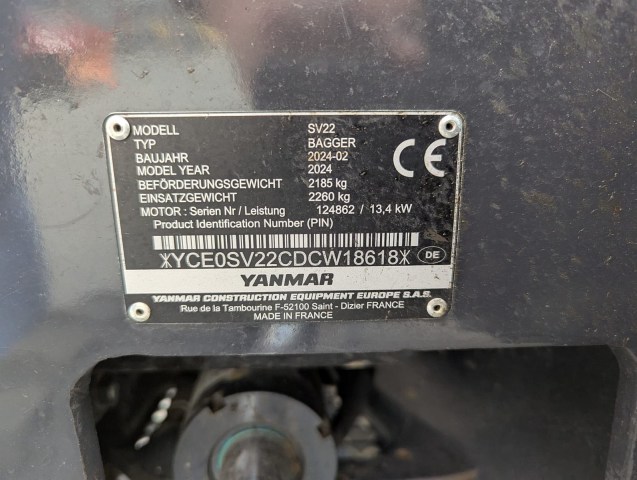 MODELL SV22
TYP BAGGER
BAUJAHR 2024-02
MODEL YEAR 2024
BEFÖRDERUNGSGEWICHT 2185 kg
EINSATZGEWICHT 2260 kg
MOTOR : Serien Nr / Leistung 124862 / 13,4 kW
Product Identification Number (PIN)
CE
*YCE0SV22CDCW18618*
DE
YANMAR
YANMAR CONSTRUCTION EQUIPMENT EUROPE S.A.S.
Rue de la Tambourine F-52100 Saint - Dizier FRANCE
MADE IN FRANCE